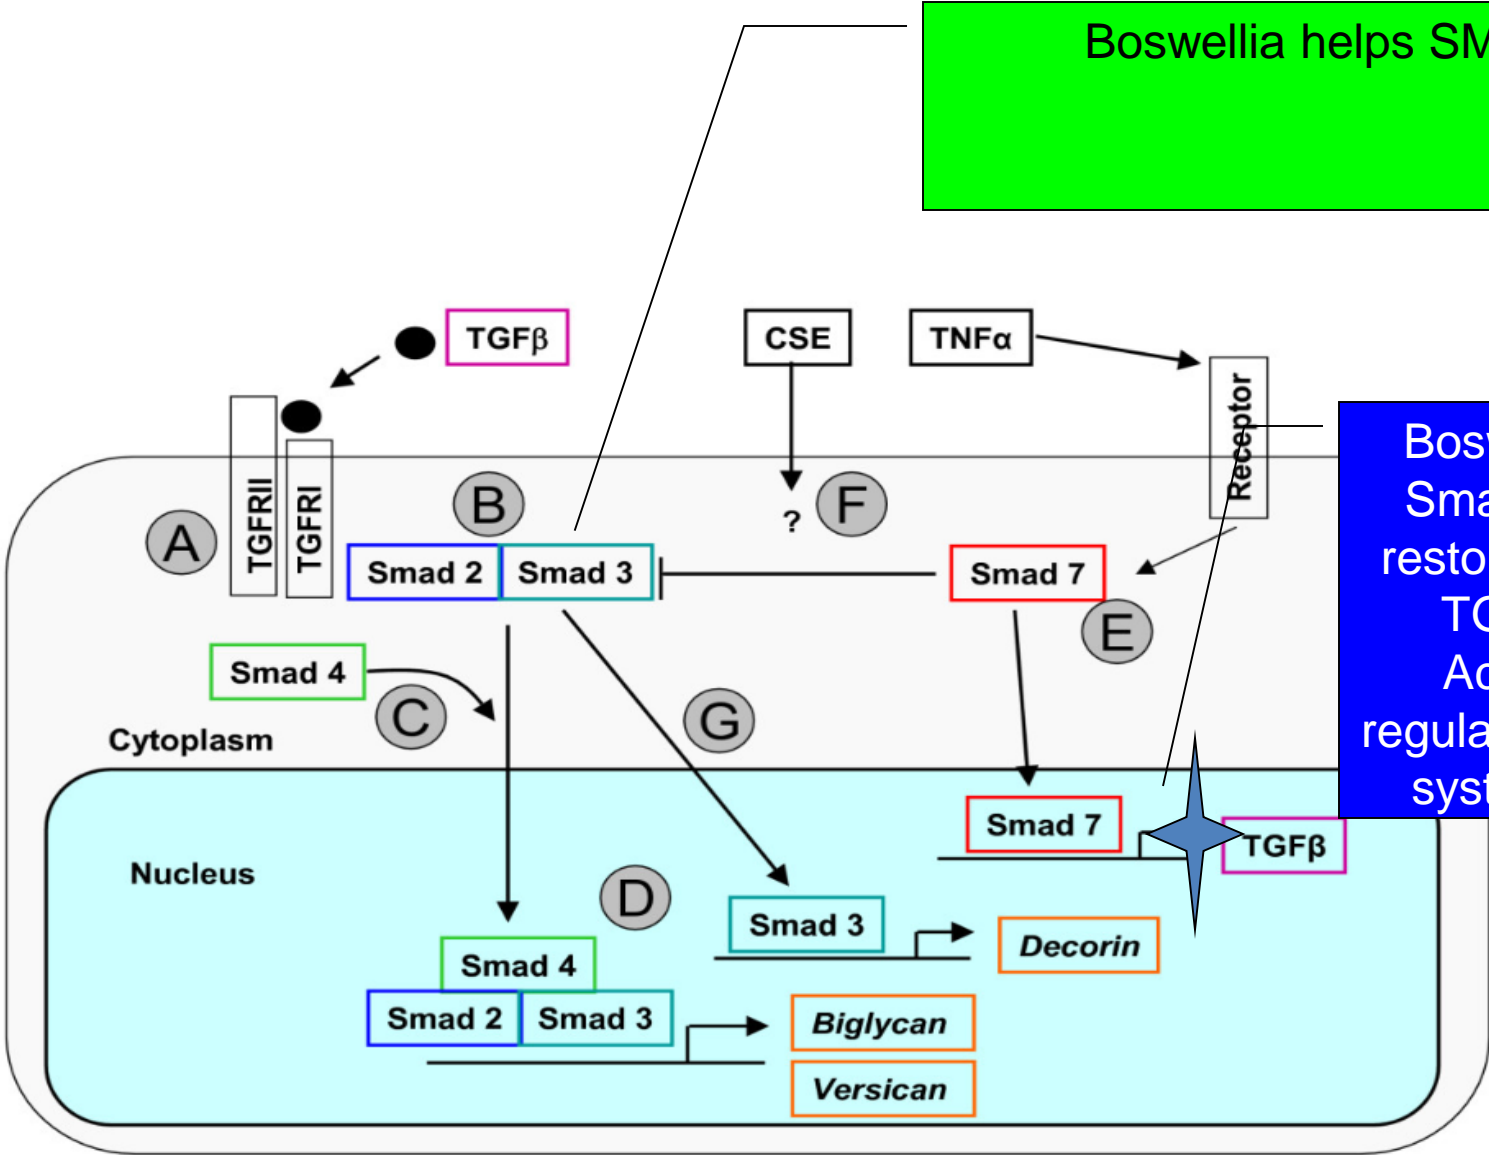 Boswellia helps SM
TGFβ
CSE
TNFα
Receptor
TGFRII
TGFRI
A
B
?
F
Smad 2
Smad 3
Smad 7
E
Smad 4
C
G
Cytoplasm
Bosw
Sma
resto
TG
Ac
regula
syst
Nucleus
Smad 7
TGFβ
D
Smad 3
Decorin
Smad 4
Smad 2
Smad 3
Biglycan
Versican